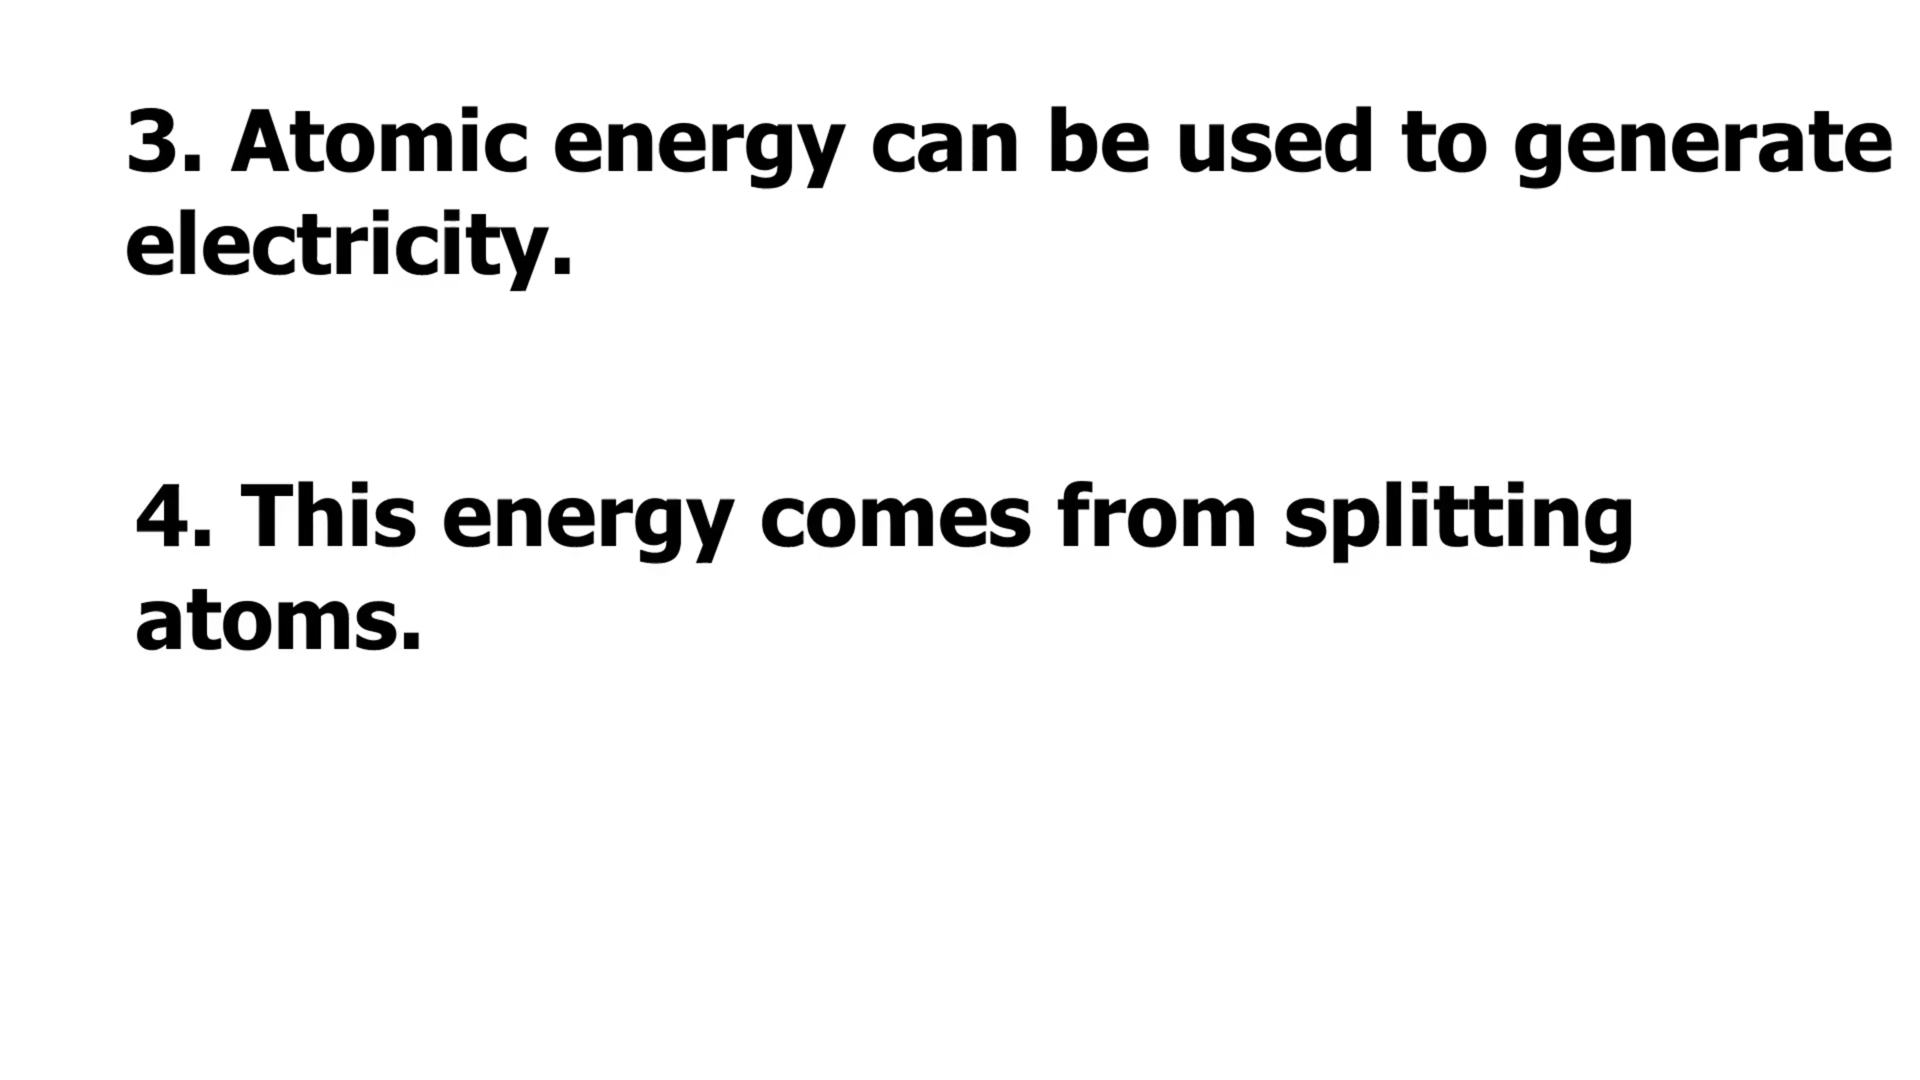 3. Atomic energy can be used to generate
electricity.
4. This energy comes from splitting
atoms.